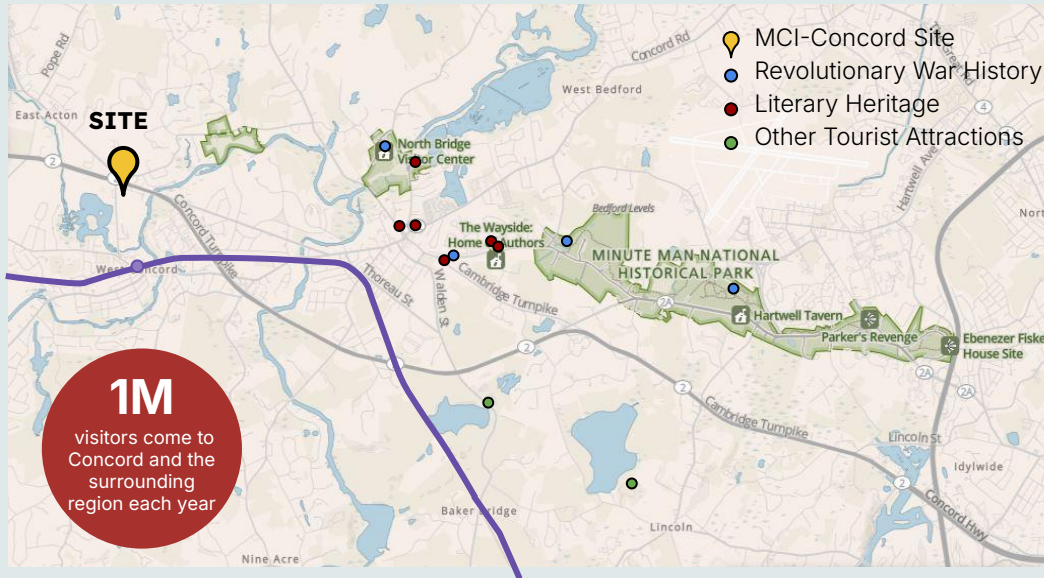 MCI-Concord Site
Revolutionary War History
Literary Heritage
Other Tourist Attractions
Pope Rd
Concord Rd
West Bedford
East Acton
SITE
4
Hartwell Ave
2
North Bridge
Visitor Center
Concord Turnpike
Bedford Levels
The Wayside:
Home Authors
MINUTE MAN NATIONAL
HISTORICAL PARK
West Concord
Thoreau St
Walden St
Cambridge Turnpike
2A
Hartwell Tavern
Parker's Revenge
Ebenezer Fiske
House Site
2
2A
2A
2
Cambridge Turnpike
1M
visitors come to
Concord and the
surrounding
region each year
Lincoln St
Idylwide
2
Concord Hwy
Baker Bridge
Lincoln
Nine Acre